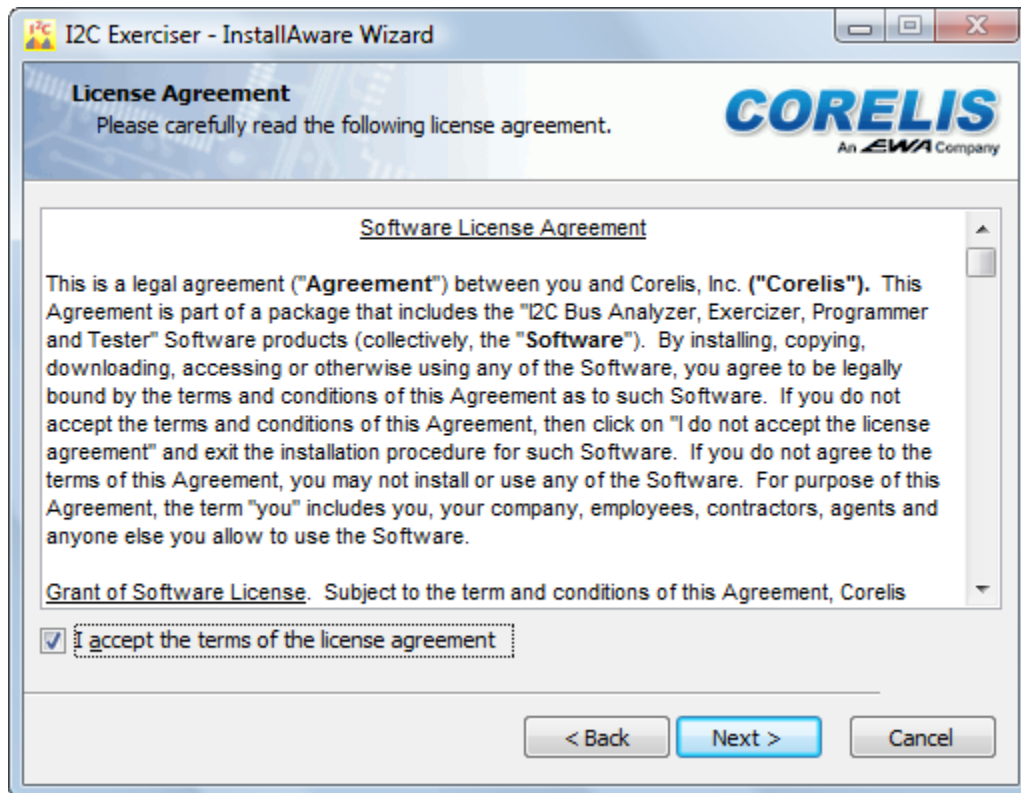 I2C Exerciser - InstallAware Wizard
License Agreement
Please carefully read the following license agreement.
CORELIS
An EWA Company
Software License Agreement
This is a legal agreement ("Agreement") between you and Corelis, Inc. ("Corelis"). This
Agreement is part of a package that includes the "I2C Bus Analyzer, Exercizer, Programmer
and Tester" Software products (collectively, the "Software"). By installing, copying,
downloading, accessing or otherwise using any of the Software, you agree to be legally
bound by the terms and conditions of this Agreement as to such Software. If you do not
accept the terms and conditions of this Agreement, then click on "I do not accept the license
agreement" and exit the installation procedure for such Software. If you do not agree to the
terms of this Agreement, you may not install or use any of the Software. For purpose of this
Agreement, the term "you" includes you, your company, employees, contractors, agents and
anyone else you allow to use the Software.
Grant of Software License. Subject to the term and conditions of this Agreement, Corelis
I accept the terms of the license agreement
< Back
Next >
Cancel